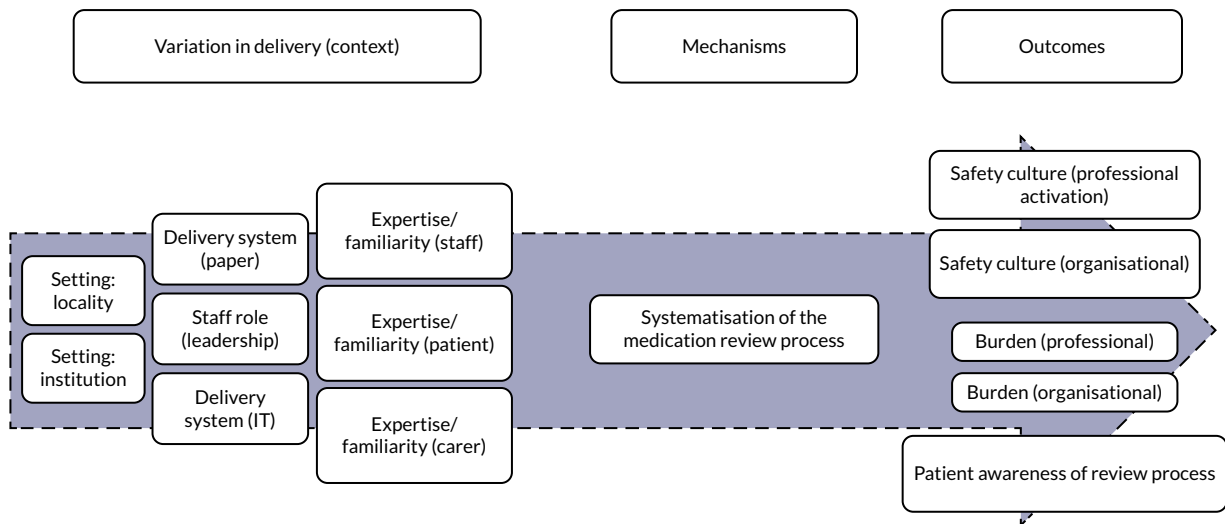 Variation in delivery (context)
Mechanisms
Outcomes
Setting:
locality
Setting:
institution
Delivery system
(paper)
Staff role
(leadership)
Delivery
system (IT)
Expertise/
familiarity (staff)
Expertise/
familiarity (patient)
Expertise/
familiarity (carer)
Systematisation of the
medication review process
Safety culture (professional
activation)
Safety culture (organisational)
Burden (professional)
Burden (organisational)
Patient awareness of review process